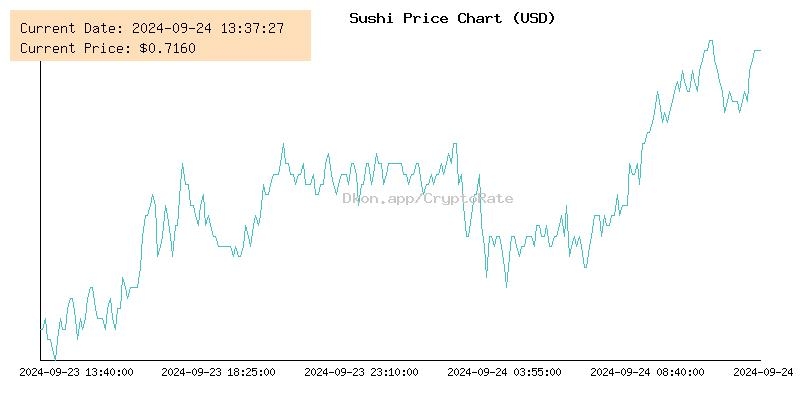 Sushi Price Chart (USD)
Current Date: 2024-09-24 13:37:27
Current Price: $0.7160
Dkon.app/CryptoRate
2024-09-23 13:40:00
2024-09-23 18:25:00
2024-09-23 23:10:00
2024-09-24 03:55:00
2024-09-24 08:40:00
2024-09-24